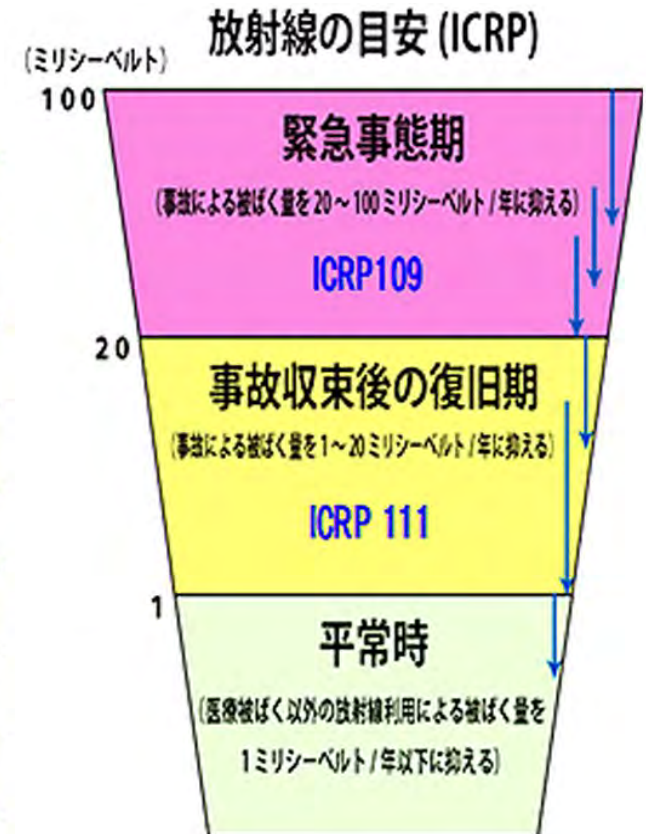 放射線の目安 (ICRP)
(ミリシーベルト)
100
緊急事態期
(事故による被ばく量を20～100ミリシーベルト/年に抑える)
ICRP109
20
事故収束後の復旧期
(事故による被ばく量を1～20ミリシーベルト/年に抑える)
ICRP 111
1
平常時
(医療被ばく以外の放射線利用による被ばく量を
1ミリシーベルト/年以下に抑える)